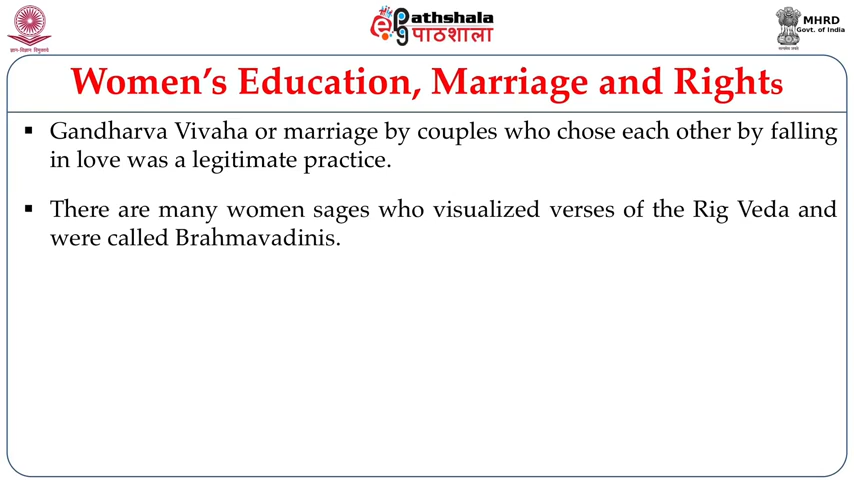 ePathshala
पाठशाला
MHRD
Govt. of India
ज्ञान-विज्ञान विमुक्तये
Women's Education, Marriage and Rights
▪ Gandharva Vivaha or marriage by couples who chose each other by falling
in love was a legitimate practice.
▪ There are many women sages who visualized verses of the Rig Veda and
were called Brahmavadinis.